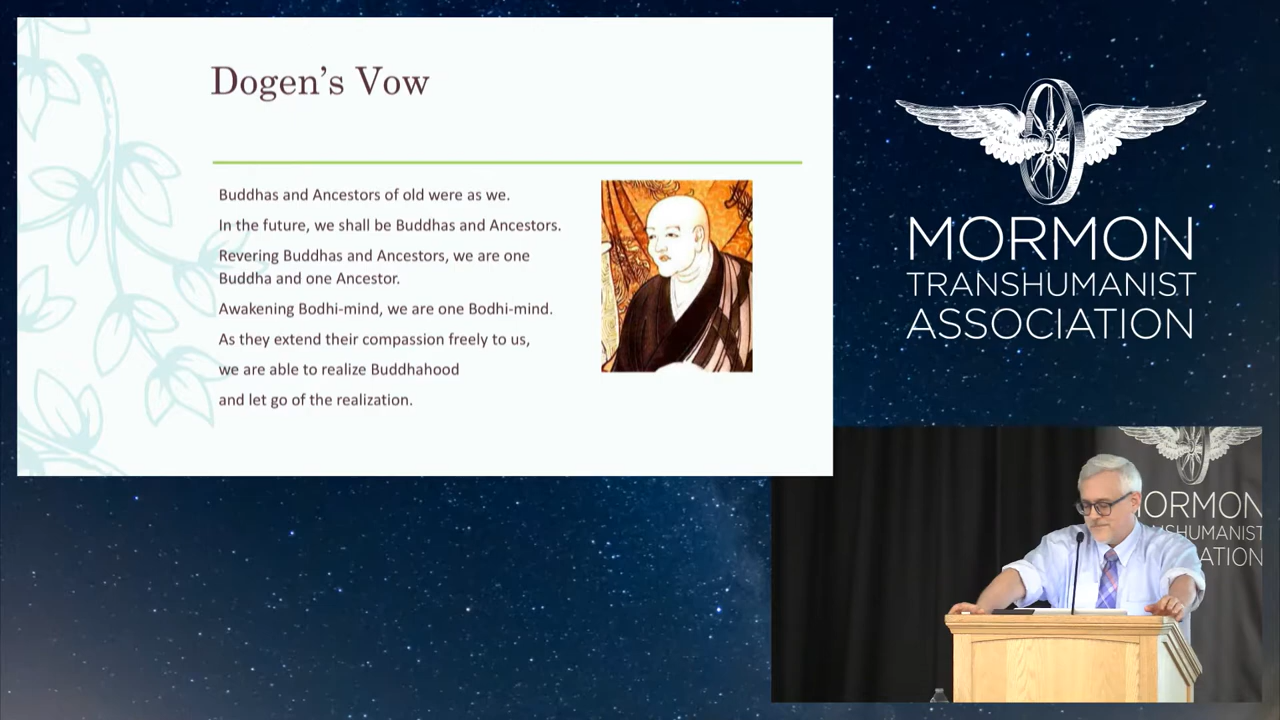 Dogen's Vow
Buddhas and Ancestors of old were as we.
In the future, we shall be Buddhas and Ancestors.
Revering Buddhas and Ancestors, we are one
Buddha and one Ancestor.
Awakening Bodhi-mind, we are one Bodhi-mind.
As they extend their compassion freely to us,
we are able to realize Buddhahood
and let go of the realization.
MORMON
TRANSHUMANIST
ASSOCIATION
ORMON
SHUMANIST
ATION